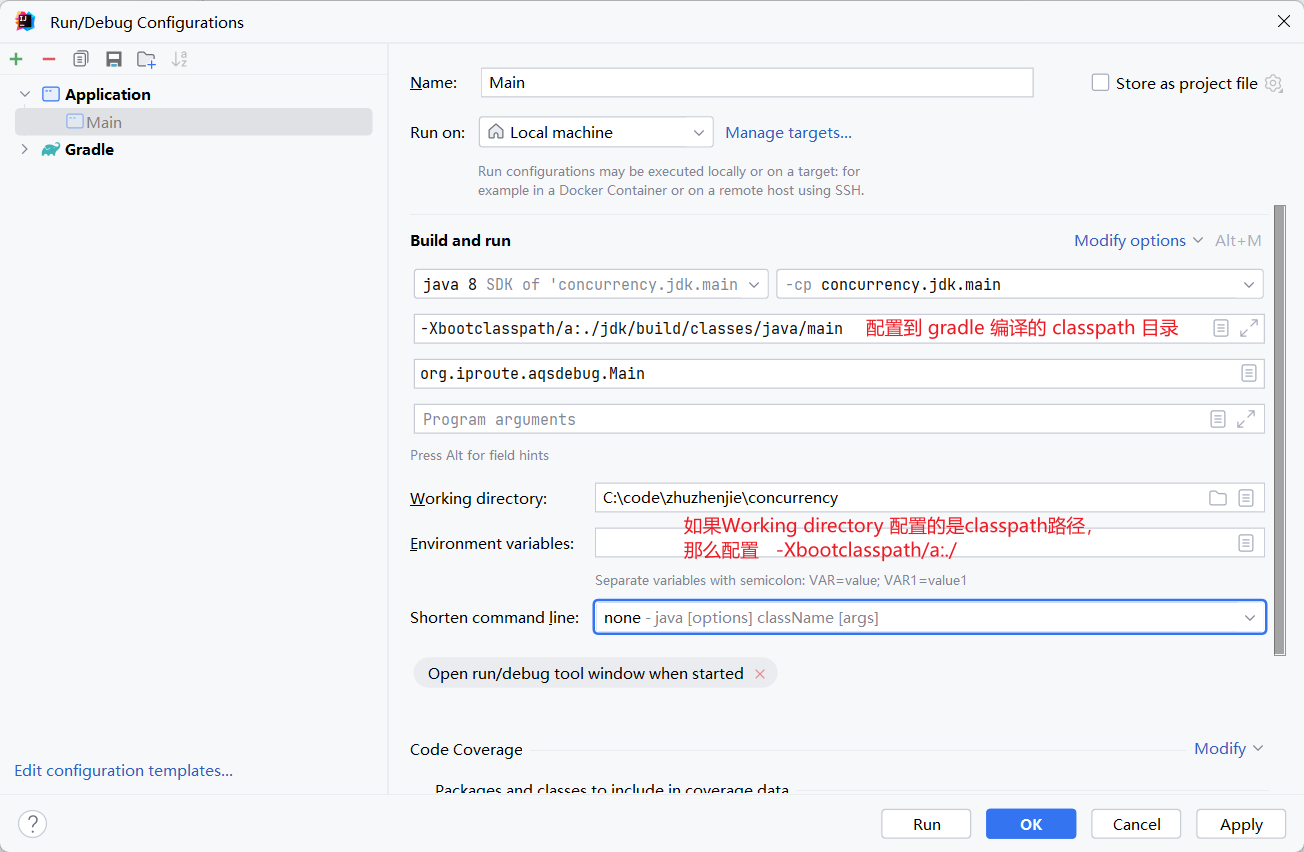 Run/Debug Configurations
Application
Main
Gradle
Edit configuration templates...
Name:
Main
Store as project file
Run on:
Local machine
Manage targets...
Run configurations may be executed locally or on a target: for
example in a Docker Container or on a remote host using SSH.
Build and run
Modify options
Alt+M
java 8 SDK of 'concurrency.jdk.main
-cp concurrency.jdk.main
-Xbootclasspath/a:./jdk/build/classes/java/main
配置到 gradle 编译的 classpath 目录
org.iproute.aqsdebug.Main
Program arguments
Press Alt for field hints
Working directory:
C:\code\zhuzhenjie\concurrency
如果Working directory 配置的是classpath路径,
那么配置 -Xbootclasspath/a:./
Environment variables:
Separate variables with semicolon: VAR=value; VAR1=value1
Shorten command line:
none - java [options] className [args]
Open run/debug tool window when started
Code Coverage
Modify
Packages and classes to include in coverage data
?
Run
OK
Cancel
Apply